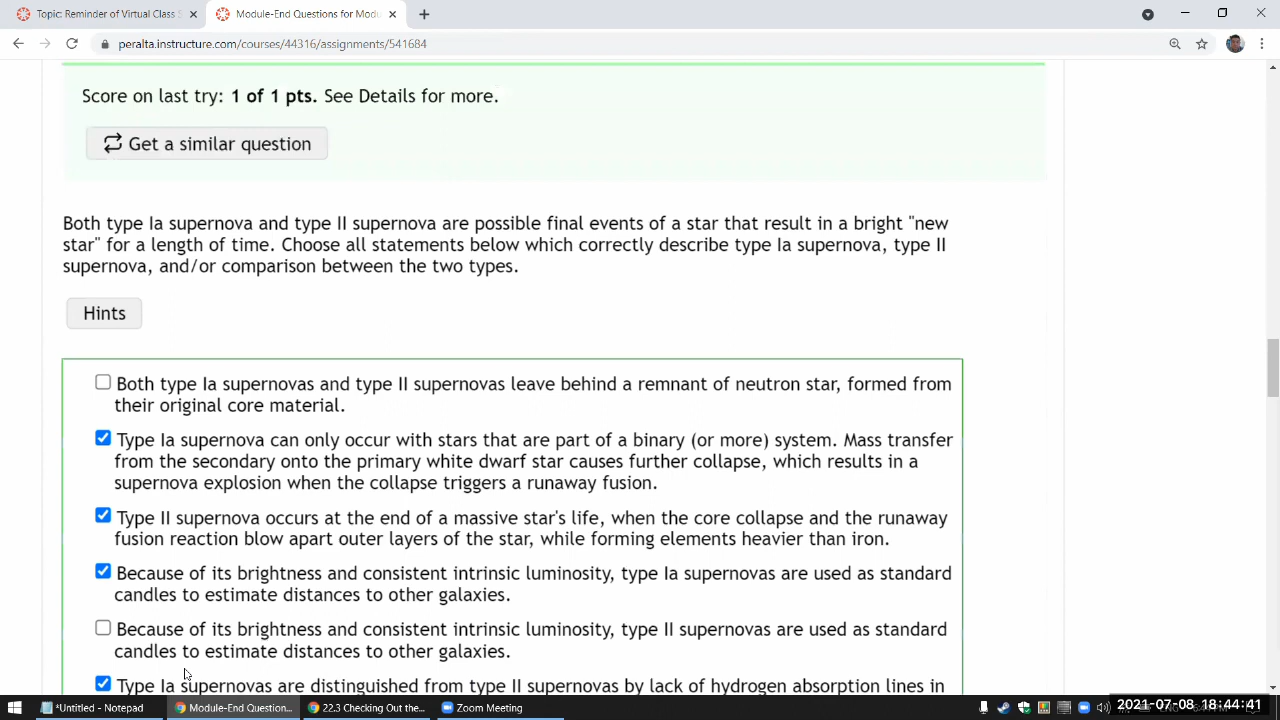 Topic: Reminder of Virtual Class S
Module-End Questions for Modu
peralta.instructure.com/courses/44316/assignments/541684
Score on last try: 1 of 1 pts. See Details for more.
Get a similar question
Both type Ia supernova and type II supernova are possible final events of a star that result in a bright "new
star" for a length of time. Choose all statements below which correctly describe type Ia supernova, type II
supernova, and/or comparison between the two types.
Hints
Both type Ia supernovas and type II supernovas leave behind a remnant of neutron star, formed from
their original core material.
Type Ia supernova can only occur with stars that are part of a binary (or more) system. Mass transfer
from the secondary onto the primary white dwarf star causes further collapse, which results in a
supernova explosion when the collapse triggers a runaway fusion.
Type II supernova occurs at the end of a massive star's life, when the core collapse and the runaway
fusion reaction blow apart outer layers of the star, while forming elements heavier than iron.
Because of its brightness and consistent intrinsic luminosity, type Ia supernovas are used as standard
candles to estimate distances to other galaxies.
Because of its brightness and consistent intrinsic luminosity, type II supernovas are used as standard
candles to estimate distances to other galaxies.
Type Ia supernovas are distinguished from type II supernovas by lack of hydrogen absorption lines in
*Untitled - Notepad
Module-End Question...
22.3 Checking Out the...
Zoom Meeting
2021-07-08 18:44:41